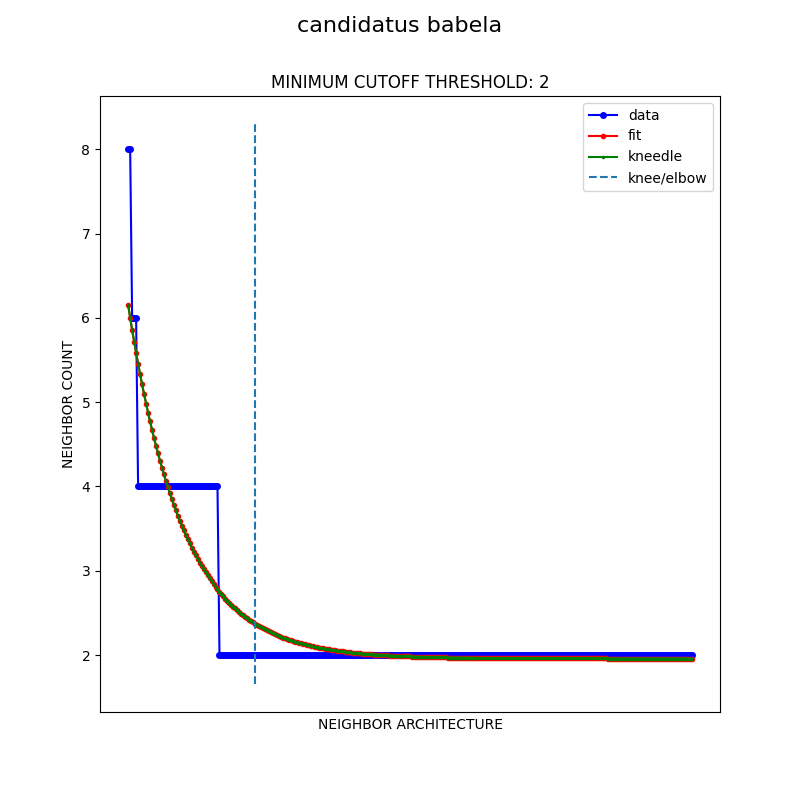 candidatus babela
MINIMUM CUTOFF THRESHOLD: 2
data
fit
kneedle
knee/elbow
8
7
6
5
4
3
2
NEIGHBOR COUNT
NEIGHBOR ARCHITECTURE